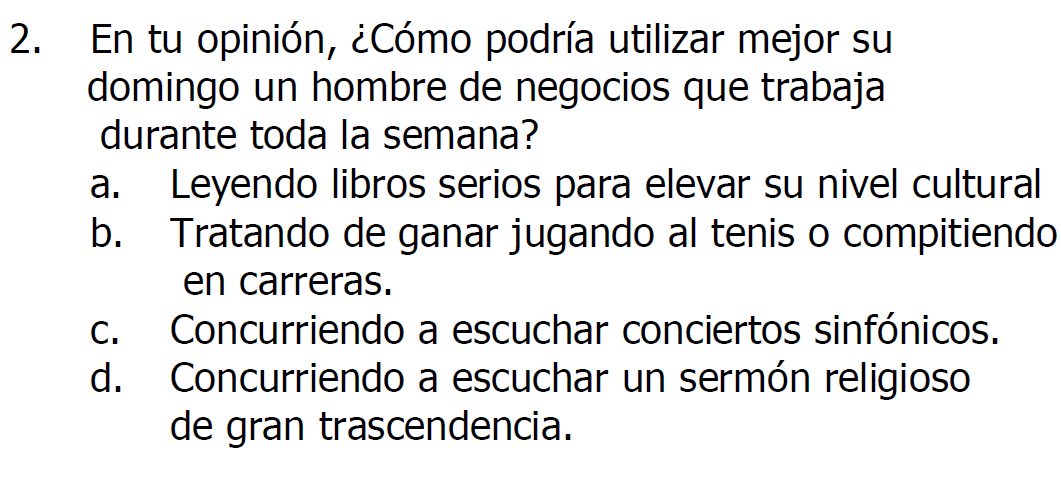 2. En tu opinión, ¿Cómo podría utilizar mejor su
domingo un hombre de negocios que trabaja
durante toda la semana?
a. Leyendo libros serios para elevar su nivel cultural
b. Tratando de ganar jugando al tenis o compitiendo
en carreras.
c. Concurriendo a escuchar conciertos sinfónicos.
d. Concurriendo a escuchar un sermón religioso
de gran trascendencia.